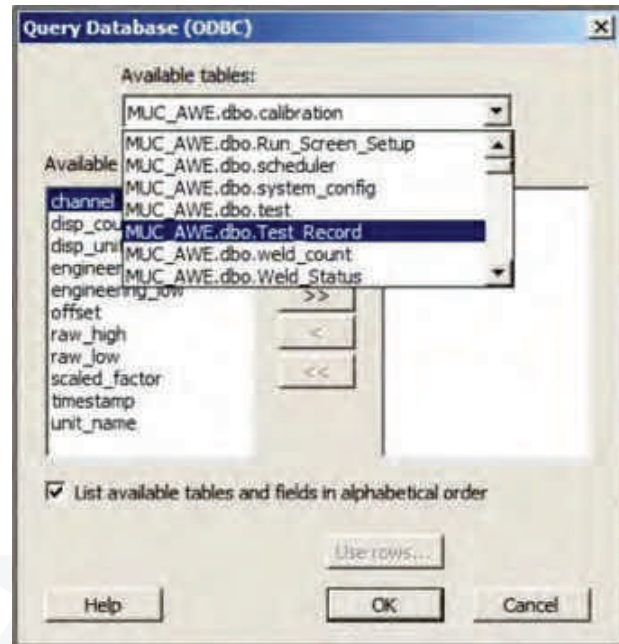 Query Database (ODBC)
Available tables:
MUC_AWE.dbo.calibration
MUC_AWE.dbo.Run_Screen_Setup
MUC_AWE.dbo.scheduler
MUC_AWE.dbo.system_config
MUC_AWE.dbo.test
MUC_AWE.dbo.Test_Record
MUC_AWE.dbo.weld_count
MUC_AWE.dbo.Weld_Status
Available
channel
disp_cou
disp_unit
engineer
engineering_low
offset
raw_high
raw_low
scaled_factor
timestamp
unit_name
>>
<
<<
List available tables and fields in alphabetical order
Use rows...
Help
OK
Cancel